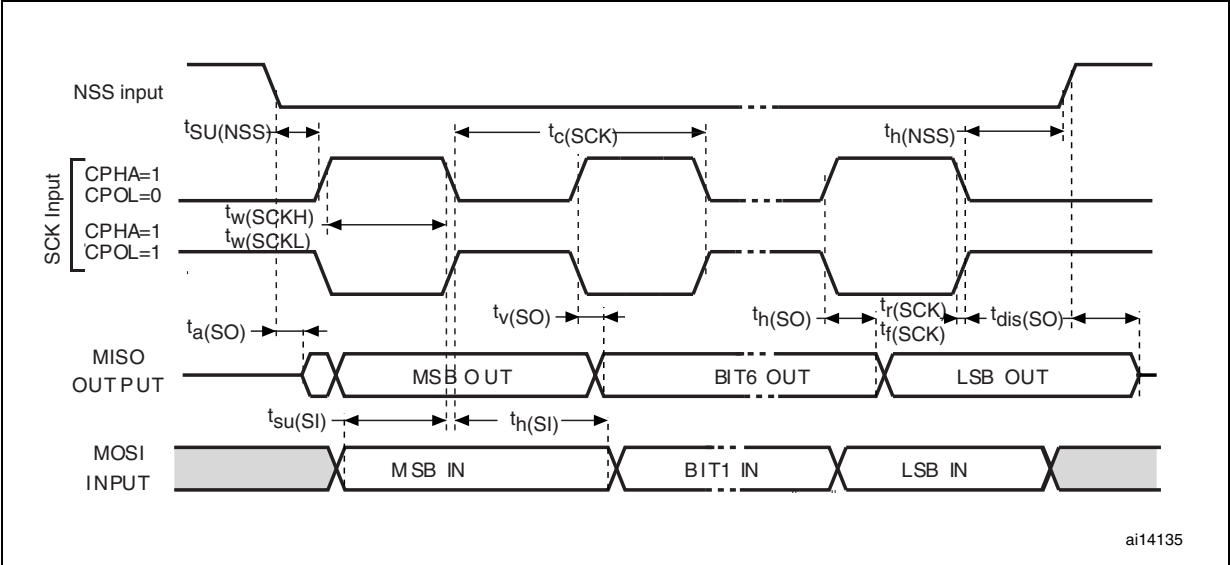 NSS input
tSU(NSS)
tc(SCK)
th(NSS)
SCK Input
CPHA=1
CPOL=0
tw(SCKH)
tw(SCKL)
CPHA=1
CPOL=1
ta(SO)
tv(SO)
th(SO)
tr(SCK)
tf(SCK)
tdis(SO)
MISO
OUTPUT
MSB OUT
BIT6 OUT
LSB OUT
tsu(SI)
th(SI)
MOSI
INPUT
MSB IN
BIT1 IN
LSB IN
ai14135